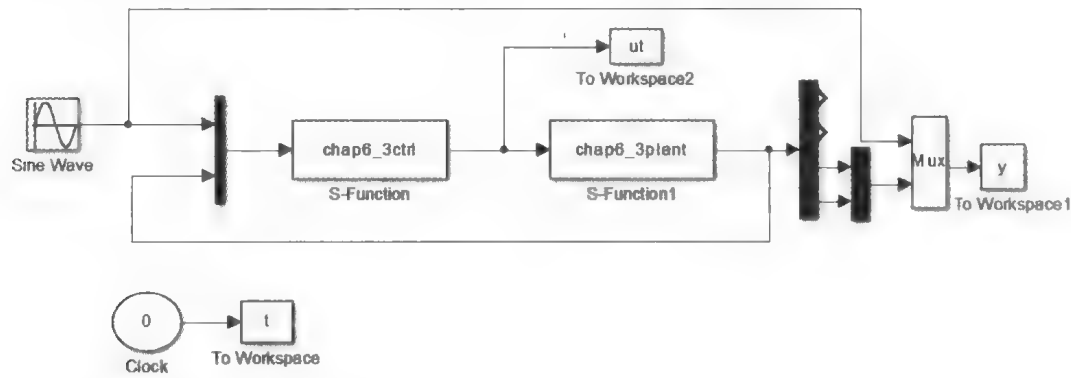 ut
To Workspace2
Sine Wave
chap6_3ctrl
S-Function
chap6_3plant
S-Function1
Mux
y
To Workspace1
0
Clock
t
To Workspace